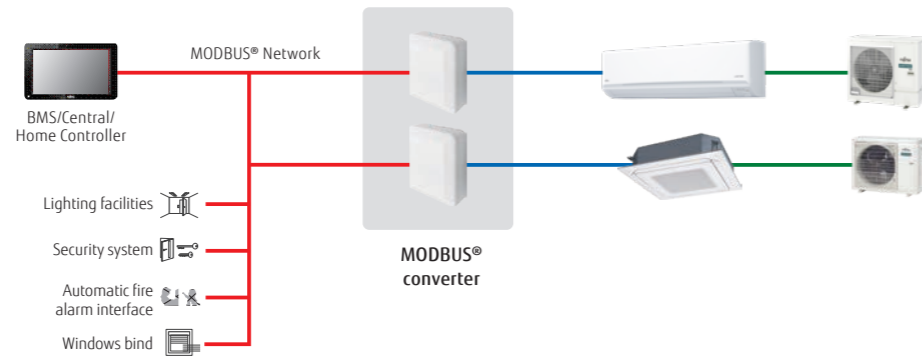 MODBUS® Network
BMS/Central/
Home Controller
Lighting facilities
Security system
Automatic fire
alarm interface
Windows bind
MODBUS®
converter